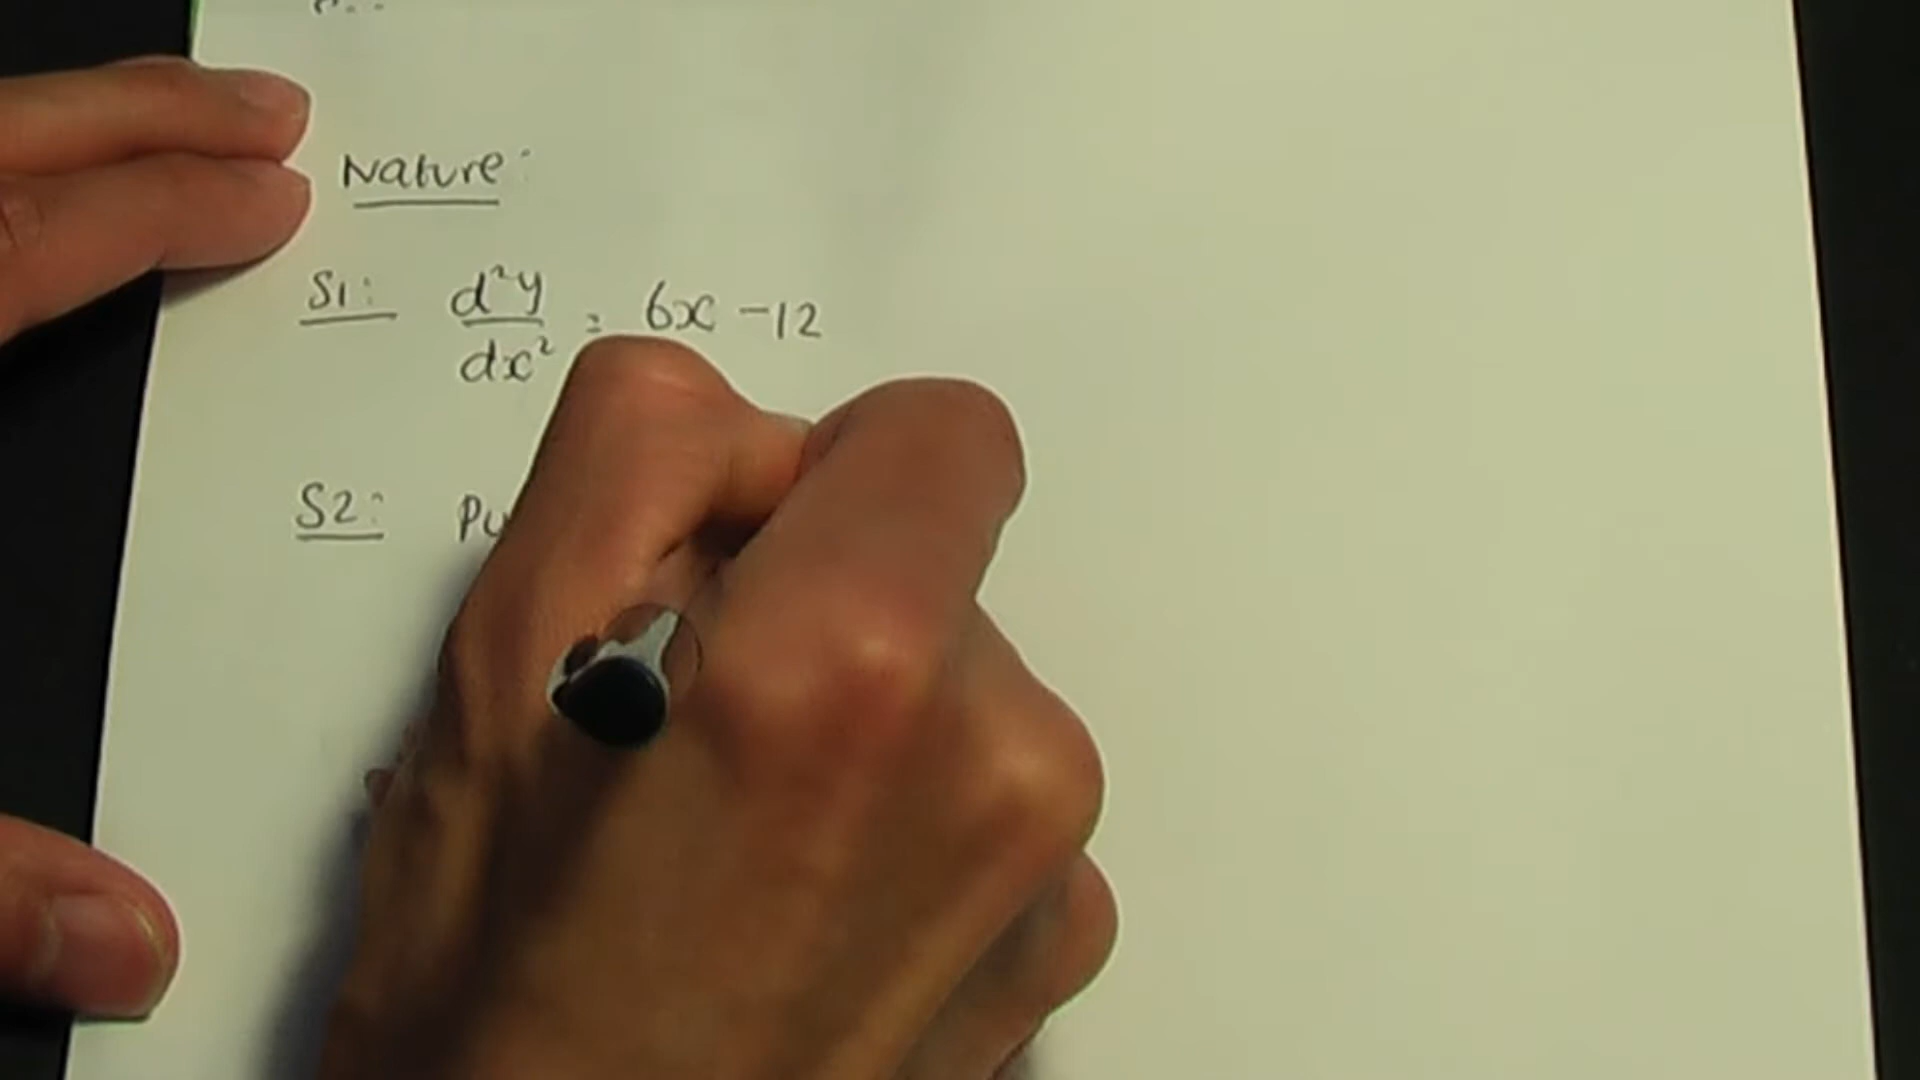 Nature:
S1: d²y/dx² = 6x - 12
S2: Pu